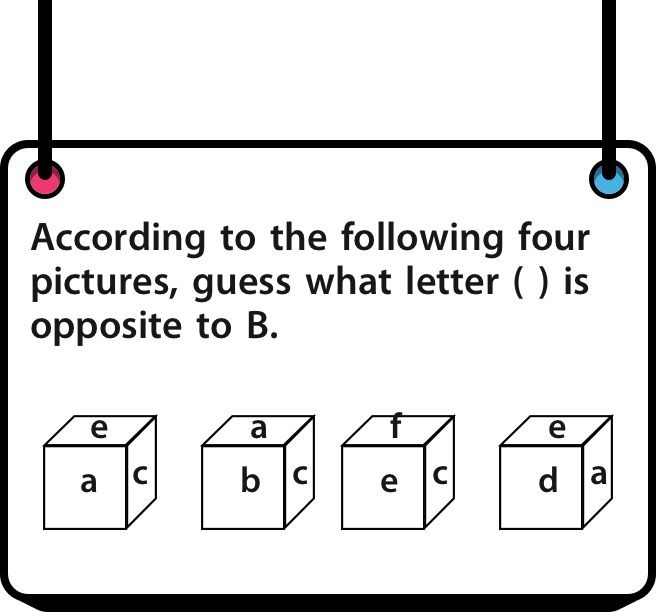 According to the following four
pictures, guess what letter ( ) is
opposite to B.
e
a c
a
b c
f
e c
e
d a